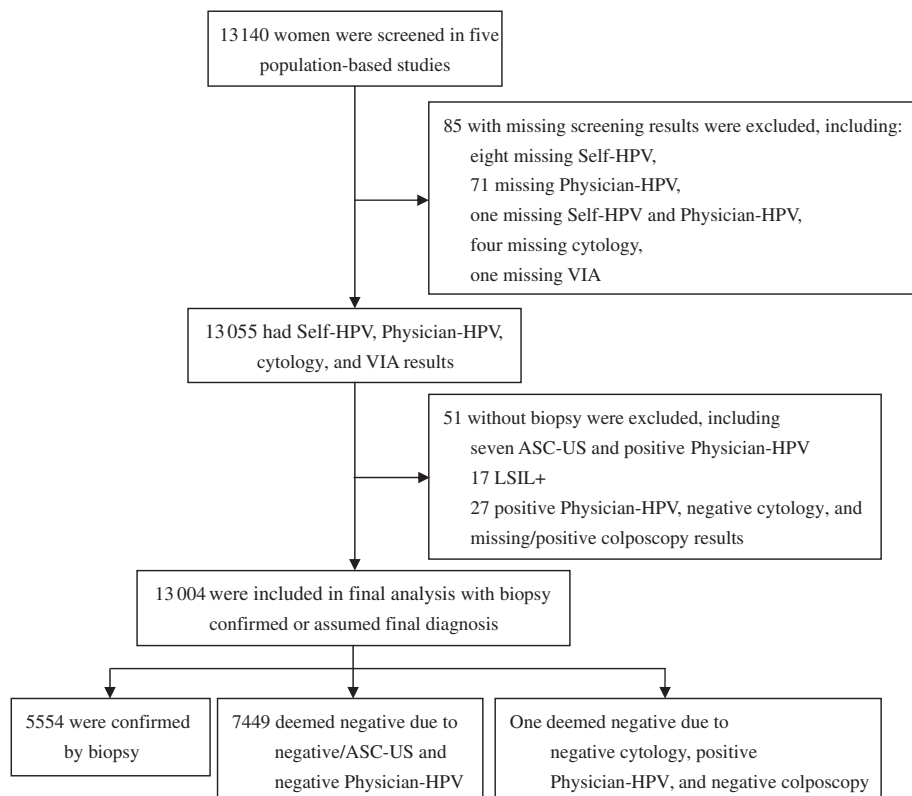 13 140 women were screened in five
population-based studies
85 with missing screening results were excluded, including:
eight missing Self-HPV,
71 missing Physician-HPV,
one missing Self-HPV and Physician-HPV,
four missing cytology,
one missing VIA
13 055 had Self-HPV, Physician-HPV,
cytology, and VIA results
51 without biopsy were excluded, including
seven ASC-US and positive Physician-HPV
17 LSIL+
27 positive Physician-HPV, negative cytology, and
missing/positive colposcopy results
13 004 were included in final analysis with biopsy
confirmed or assumed final diagnosis
5554 were confirmed
by biopsy
7449 deemed negative due to
negative/ASC-US and
negative Physician-HPV
One deemed negative due to
negative cytology, positive
Physician-HPV, and negative colposcopy